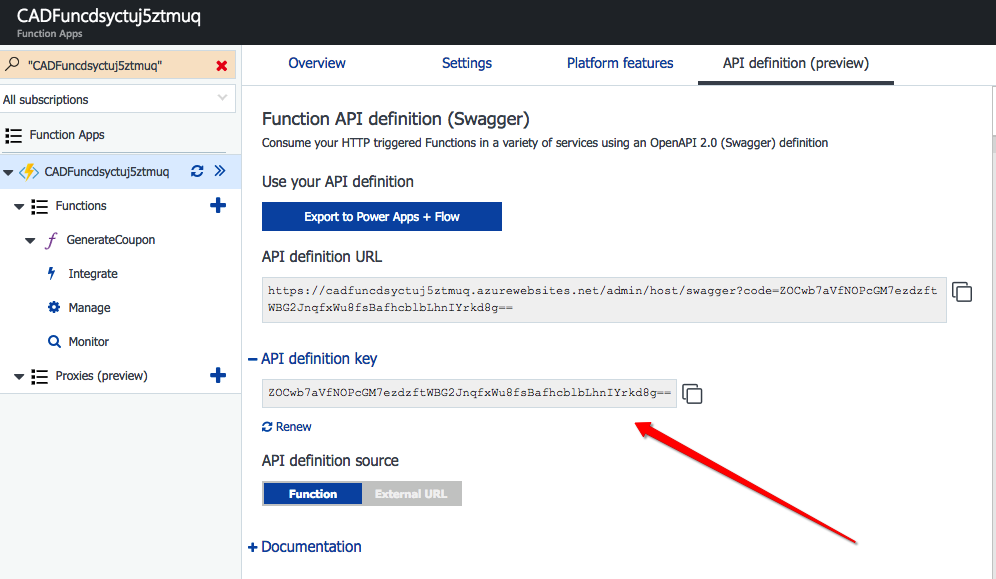 CADFuncdsyctuj5ztmuq
Function Apps
"CADFuncdsyctuj5ztmuq"
All subscriptions
Function Apps
CADFuncdsyctuj5ztmuq
Functions
GenerateCoupon
Integrate
Manage
Monitor
Proxies (preview)
Overview
Settings
Platform features
API definition (preview)
Function API definition (Swagger)
Consume your HTTP triggered Functions in a variety of services using an OpenAPI 2.0 (Swagger) definition
Use your API definition
Export to Power Apps + Flow
API definition URL
https://cadfuncdsyctuj5ztmuq.azurewebsites.net/admin/host/swagger?code=ZOCwb7aVfNOPcGM7ezdzft
WBG2JnqfxWu8fsBafhcblbLhnIYrkd8g==
API definition key
ZOCwb7aVfNOPcGM7ezdzftWBG2JnqfxWu8fsBafhcblbLhnIYrkd8g==
Renew
API definition source
Function
External URL
Documentation